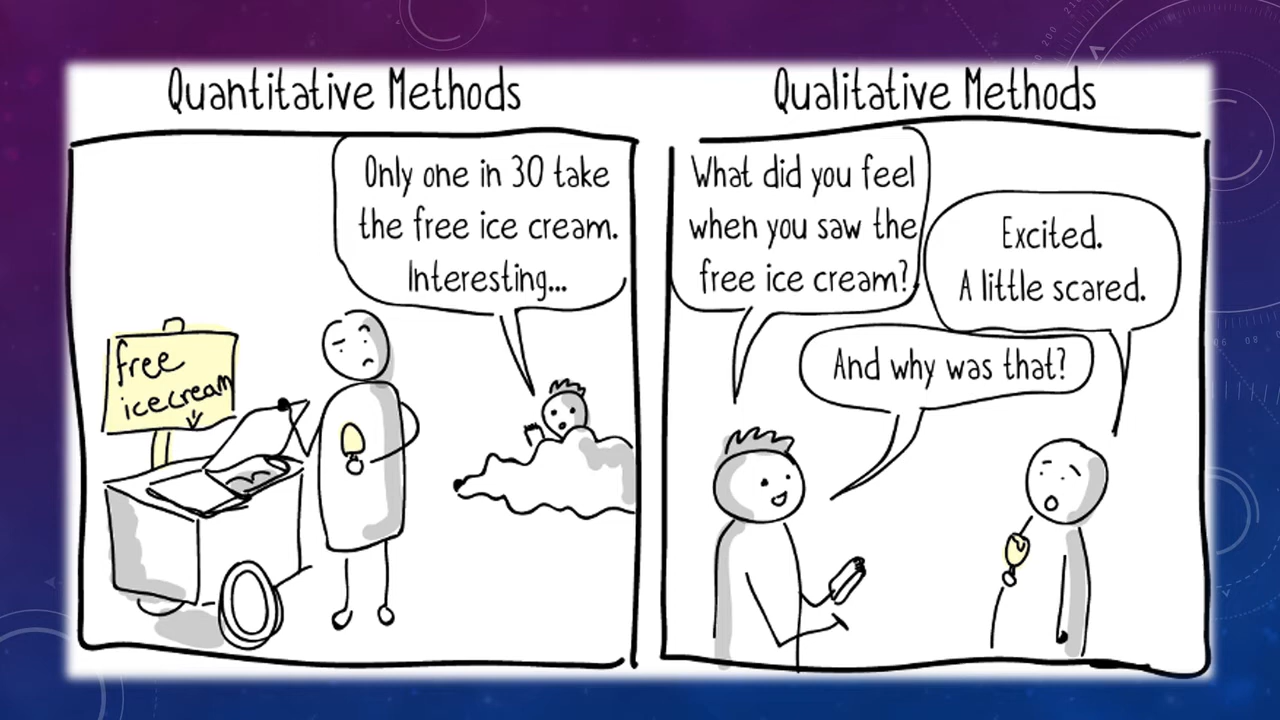 Quantitative Methods
Only one in 30 take
the free ice cream.
Interesting...
free
icecream
Qualitative Methods
What did you feel
when you saw the
free ice cream?
Excited.
A little scared.
And why was that?